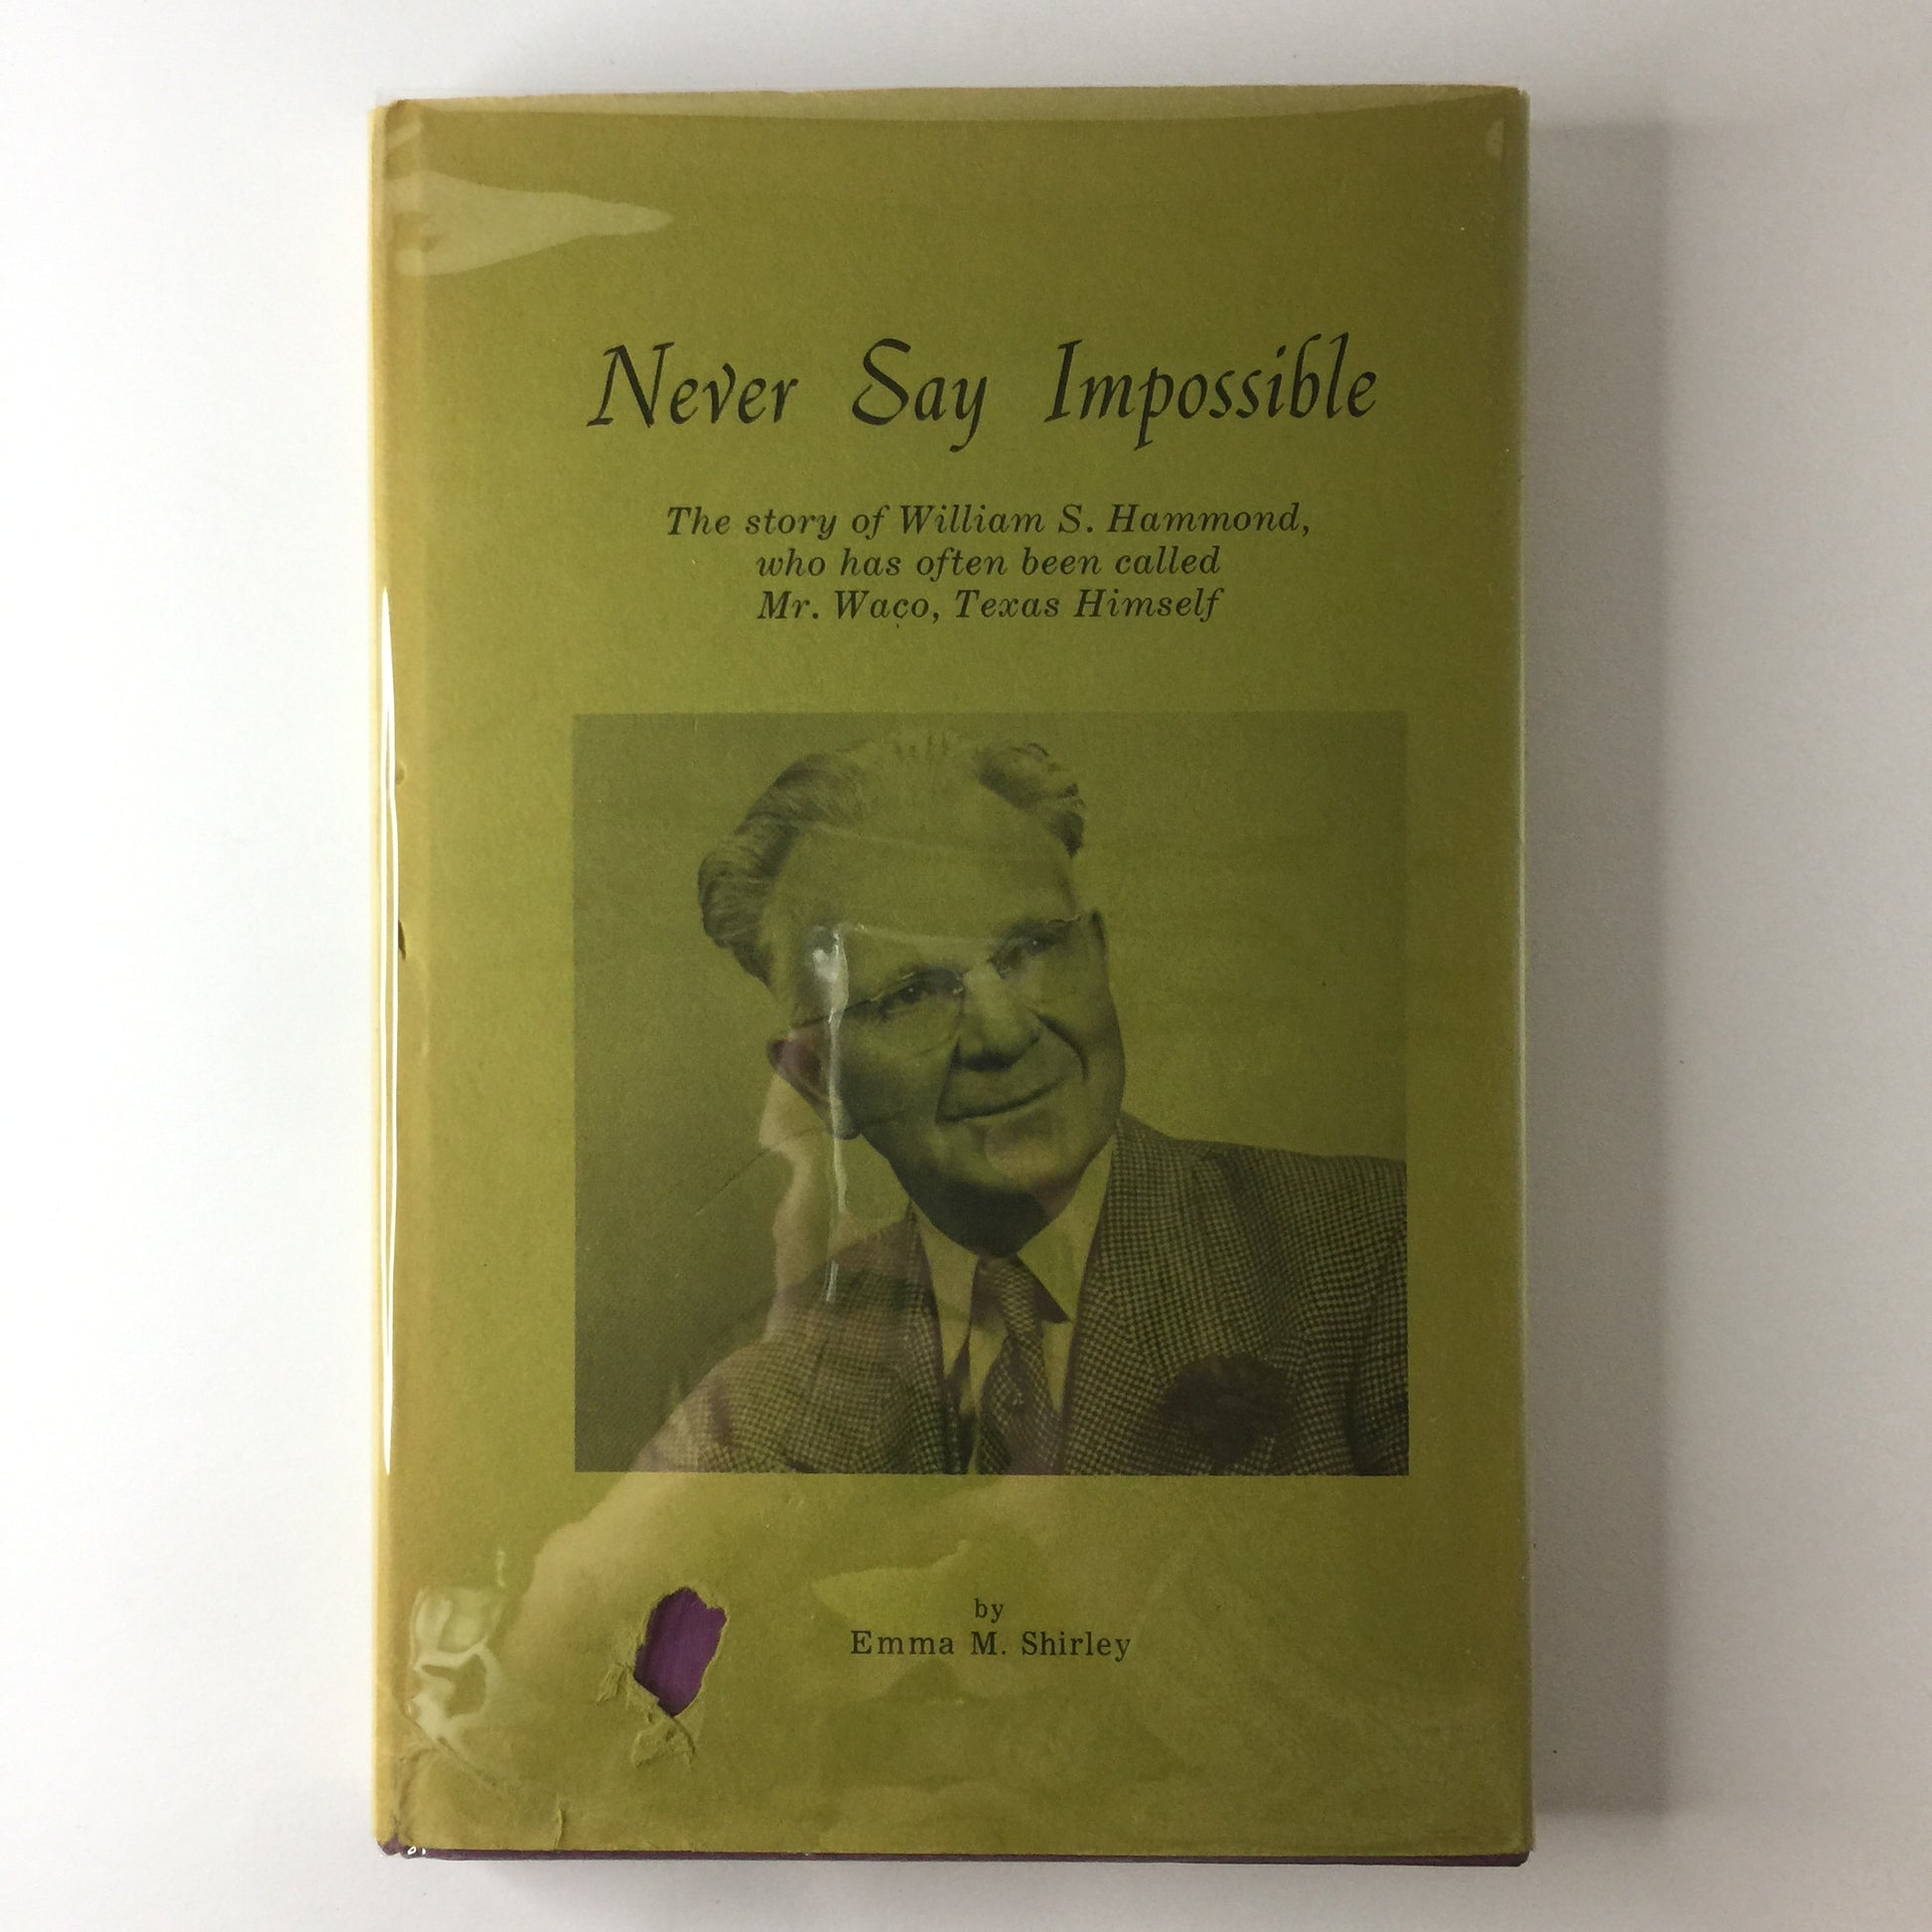 Never Say Impossible
The story of William S. Hammond,
who has often been called
Mr. Waco, Texas Himself
by
Emma M. Shirley